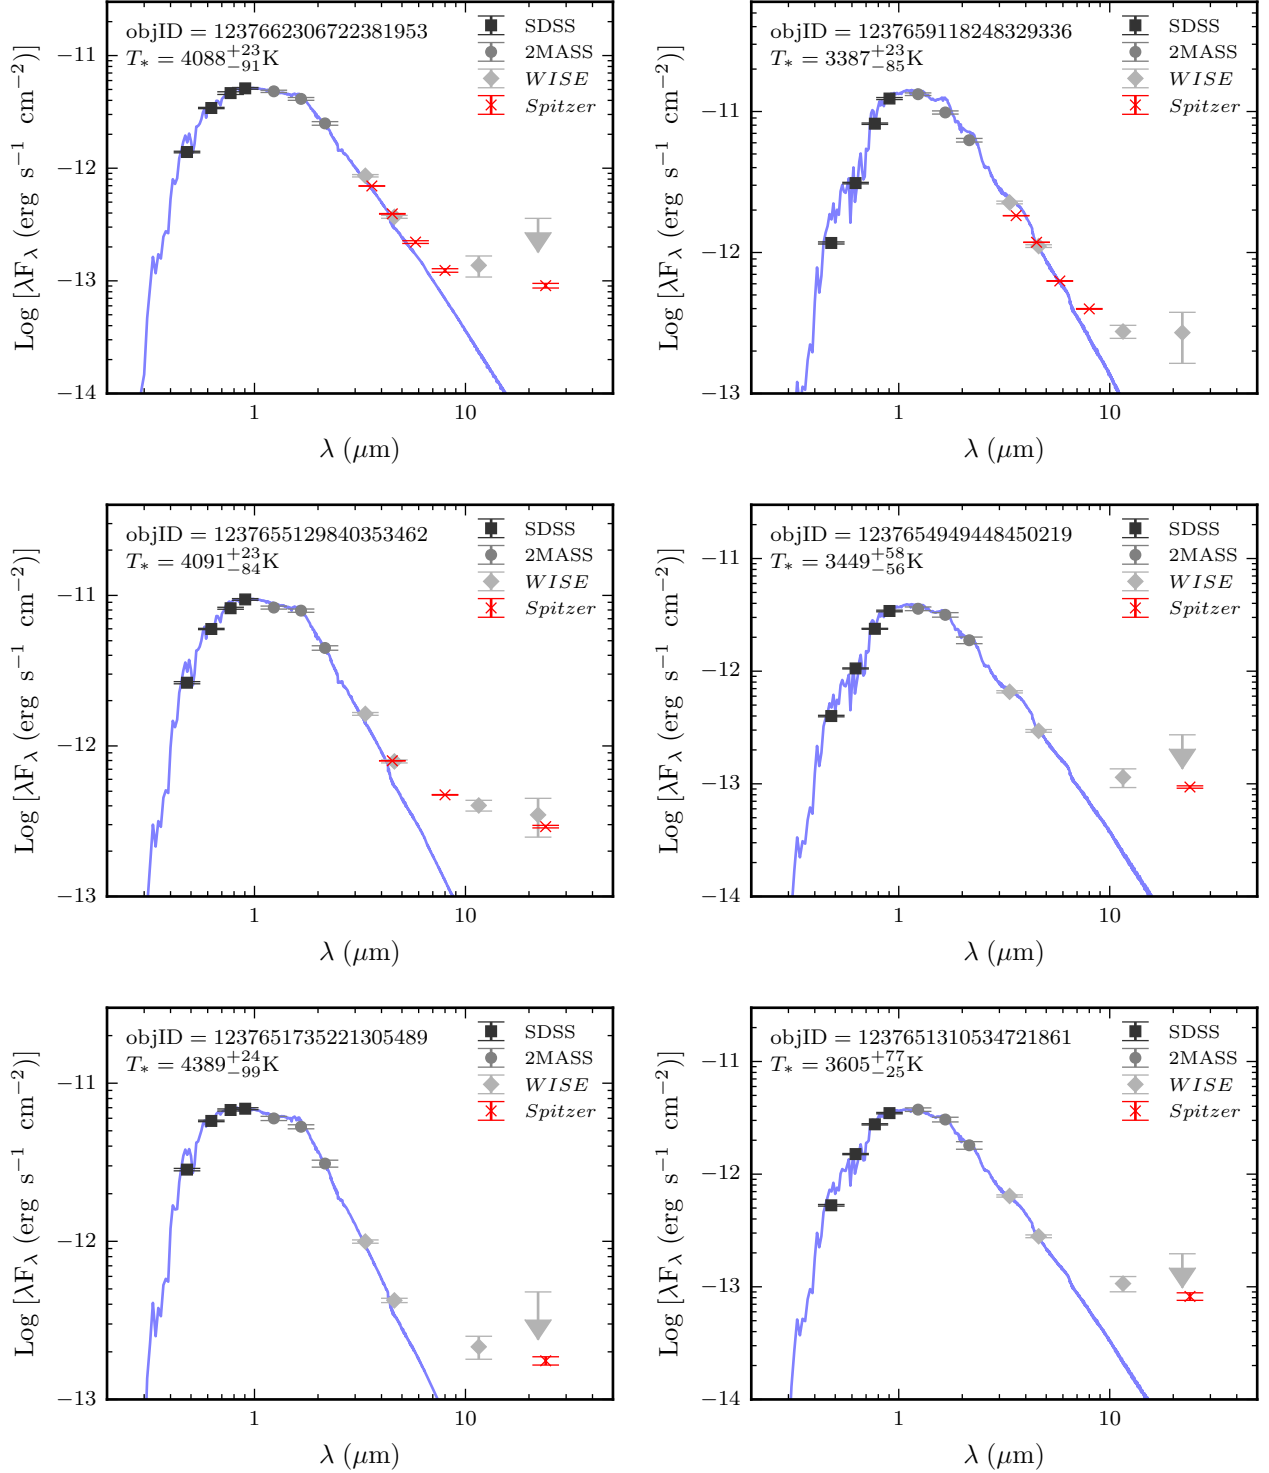 objID = 1237662306722381953
T* = 4088 +23 −91 K
SDSS
2MASS
WISE
Spitzer
−11
−12
−13
−14
Log [λFλ (erg s−1 cm−2)]
1
10
λ (μm)
objID = 1237659118248329336
T* = 3387 +23 −85 K
SDSS
2MASS
WISE
Spitzer
−11
−12
−13
Log [λFλ (erg s−1 cm−2)]
1
10
λ (μm)
objID = 1237655129840353462
T* = 4091 +23 −84 K
SDSS
2MASS
WISE
Spitzer
−11
−12
−13
Log [λFλ (erg s−1 cm−2)]
1
10
λ (μm)
objID = 1237654949448450219
T* = 3449 +58 −56 K
SDSS
2MASS
WISE
Spitzer
−11
−12
−13
−14
Log [λFλ (erg s−1 cm−2)]
1
10
λ (μm)
objID = 1237651735221305489
T* = 4389 +24 −99 K
SDSS
2MASS
WISE
Spitzer
−11
−12
−13
Log [λFλ (erg s−1 cm−2)]
1
10
λ (μm)
objID = 1237651310534721861
T* = 3605 +77 −25 K
SDSS
2MASS
WISE
Spitzer
−11
−12
−13
−14
Log [λFλ (erg s−1 cm−2)]
1
10
λ (μm)